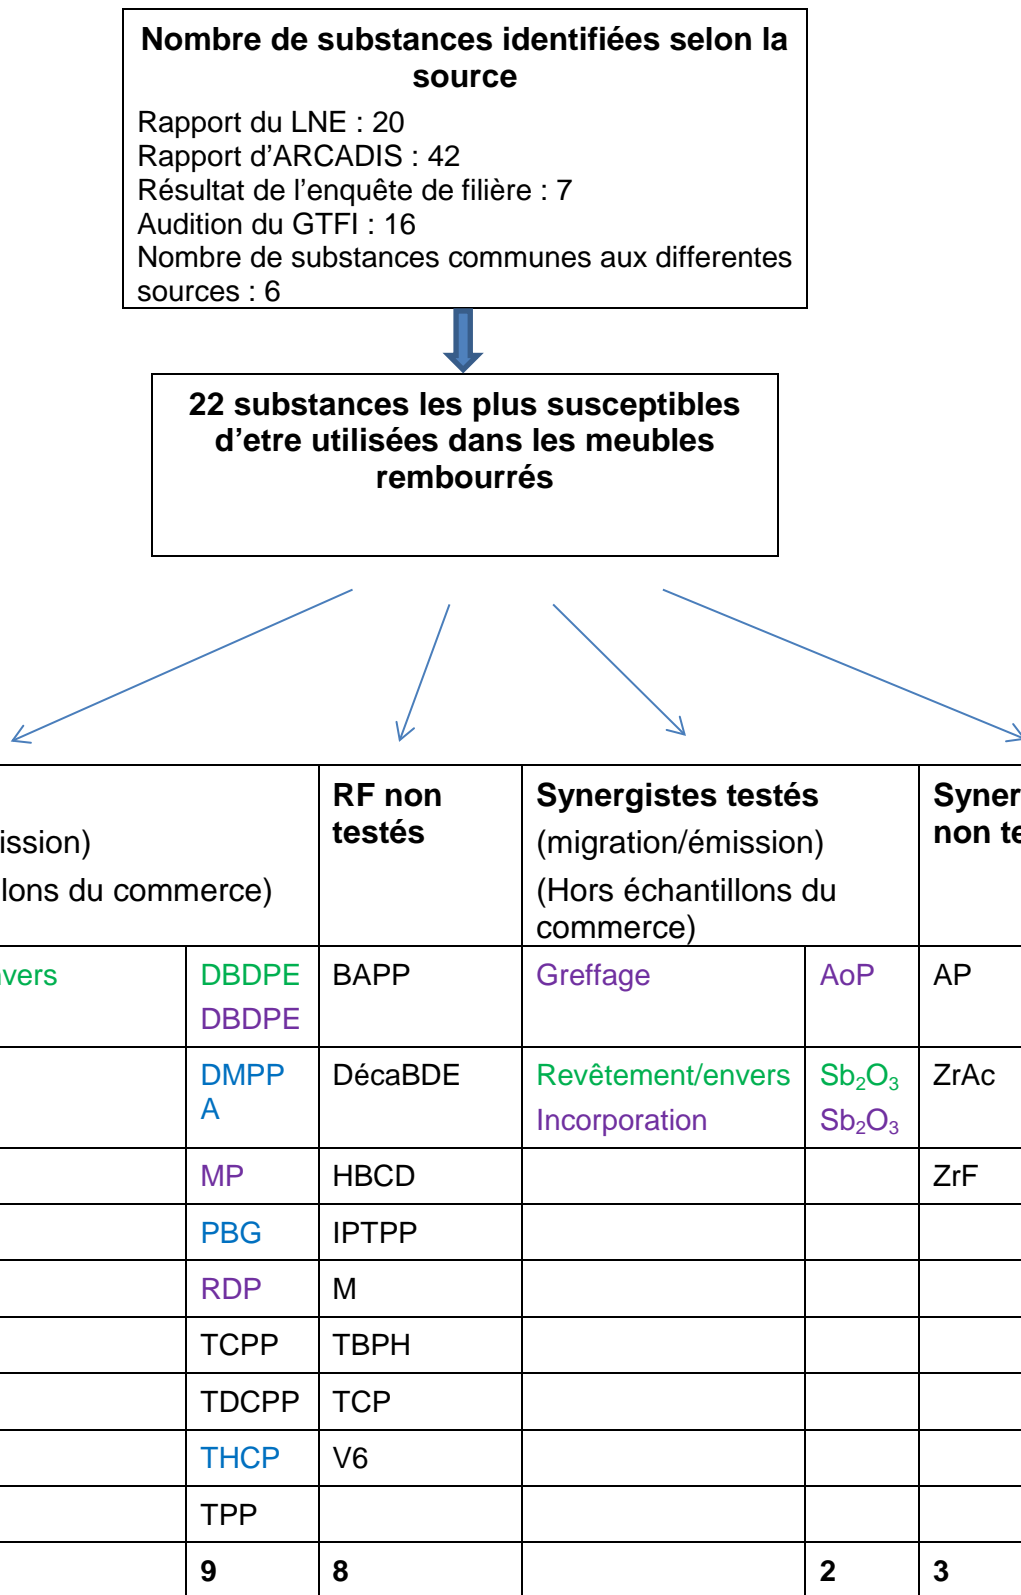 Nombre de substances identifiées selon la
source
Rapport du LNE : 20
Rapport d’ARCADIS : 42
Résultat de l’enquête de filière : 7
Audition du GTFI : 16
Nombre de substances communes aux differentes
sources : 6
22 substances les plus susceptibles
d’etre utilisées dans les meubles
rembourrés
ission)
lons du commerce)
RF non
testés
Synergistes testés
(migration/émission)
(Hors échantillons du
commerce)
Syner
non te
nvers
DBDPE
DBDPE
BAPP
Greffage
AoP
AP
DMPP
A
DécaBDE
Revêtement/envers
Incorporation
Sb₂O₃
Sb₂O₃
ZrAc
MP
HBCD
ZrF
PBG
IPTPP
RDP
M
TCPP
TBPH
TDCPP
TCP
THCP
V6
TPP
9
8
2
3